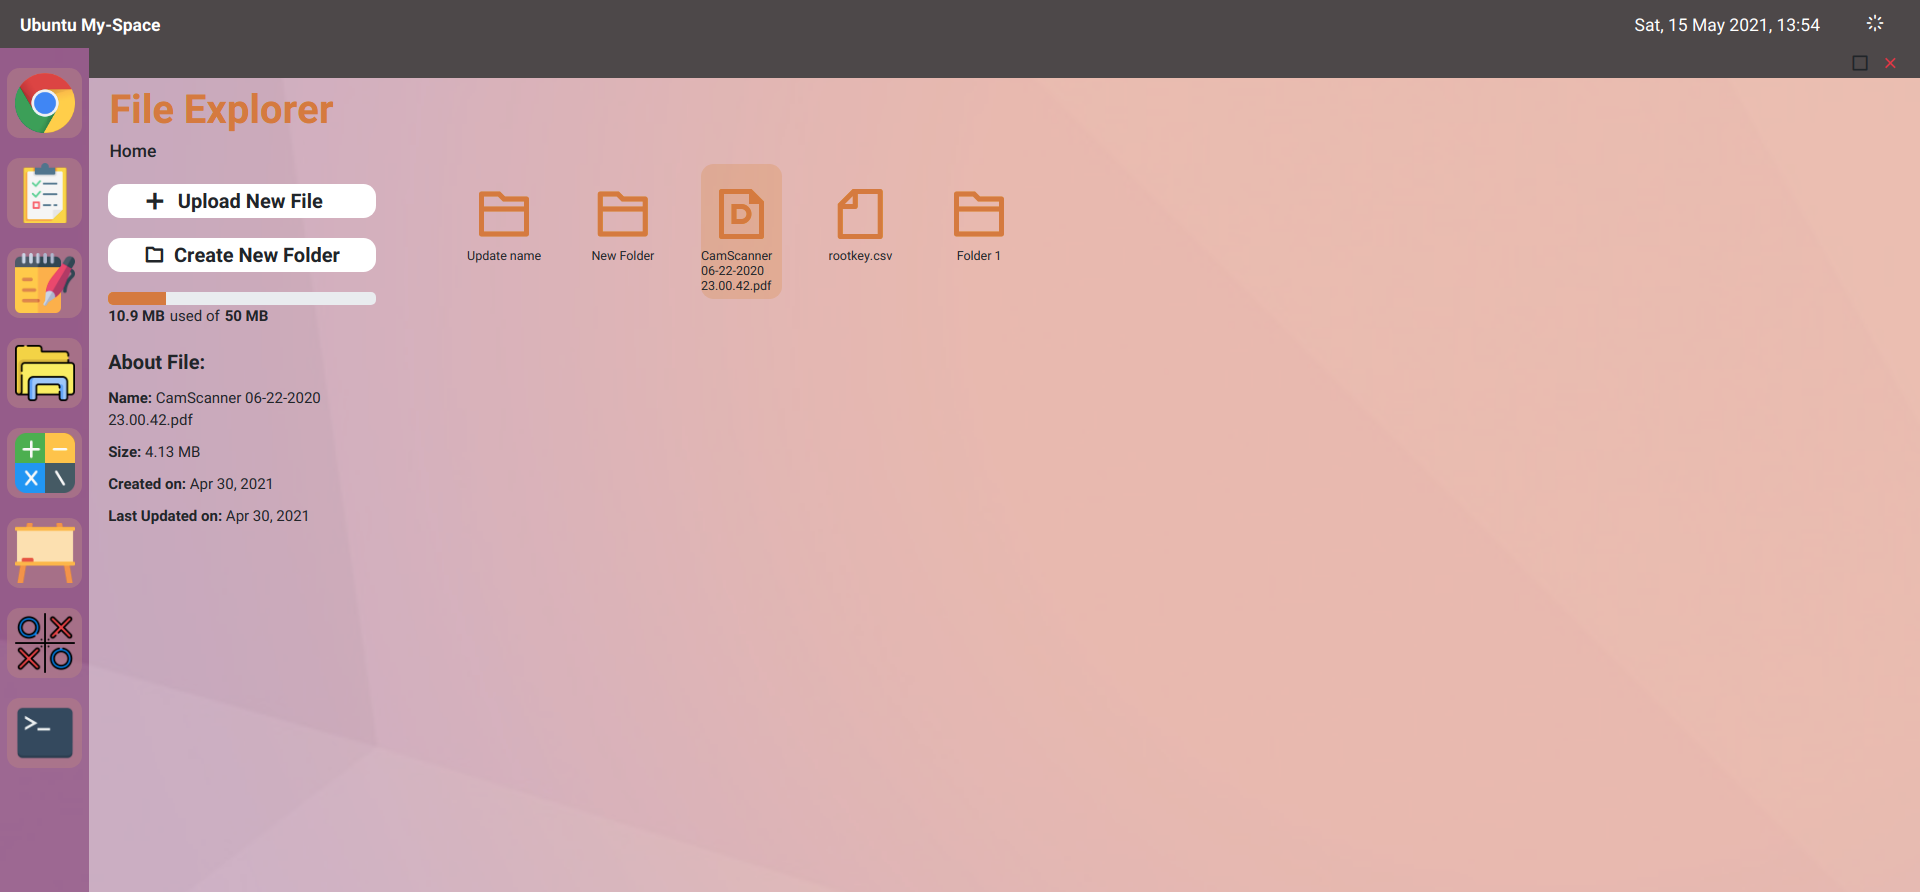 Ubuntu My-Space
Sat, 15 May 2021, 13:54
File Explorer
Home
Upload New File
Create New Folder
10.9 MB used of 50 MB
About File:
Name: CamScanner 06-22-2020
23.00.42.pdf
Size: 4.13 MB
Created on: Apr 30, 2021
Last Updated on: Apr 30, 2021
Update name
New Folder
D
CamScanner
06-22-2020
23.00.42.pdf
rootkey.csv
Folder 1